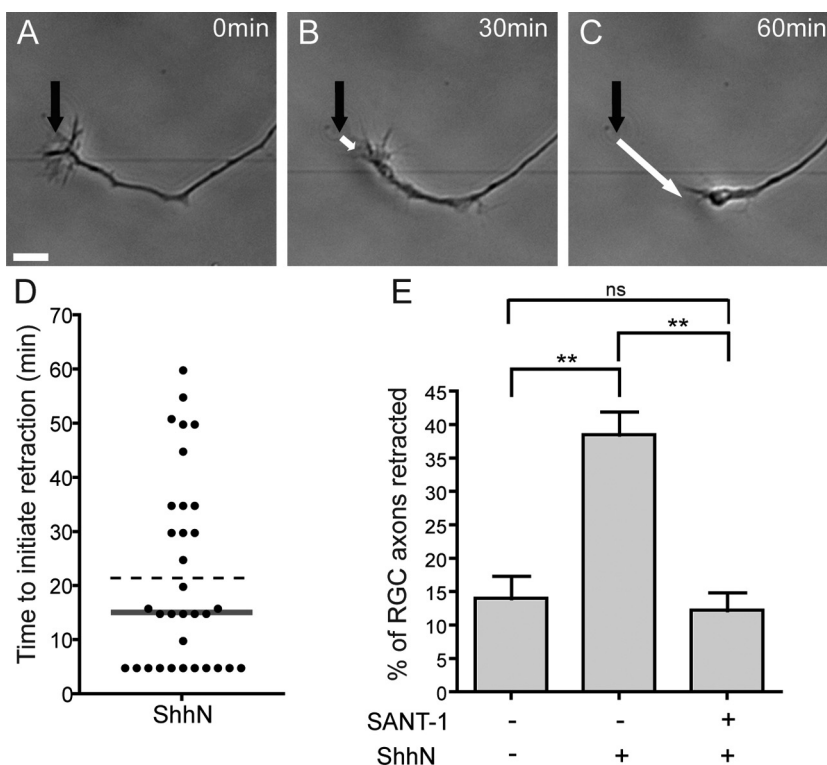 A 0min
B 30min
C 60min
D
70
60
50
40
30
20
10
0
Time to initiate retraction (min)
ShhN
E
ns
** **
45
40
35
30
25
20
15
10
5
0
% of RGC axons retracted
SANT-1 - - +
ShhN - + +